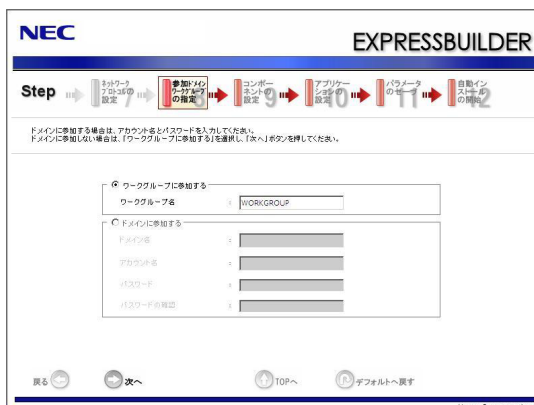 NEC
EXPRESSBUILDER
Step
ネットワーク
プロトコルの
設定 7
参加ドメイン
ワークグループ
の指定 8
コンポー
ネントの
設定 9
アプリケー
ションの
設定 10
パラメータ
のセーブ 11
自動イン
ストール
の開始 12
ドメインに参加する場合は、アカウント名とパスワードを入力してください。
ドメインに参加しない場合は、「ワークグループに参加する」を選択し、「次へ」ボタンを押してください。
ワークグループに参加する
ワークグループ名 : WORKGROUP
ドメインに参加する
ドメイン名 :
アカウント名 :
パスワード :
パスワードの確認 :
戻る
次へ
TOPへ
デフォルトへ戻す